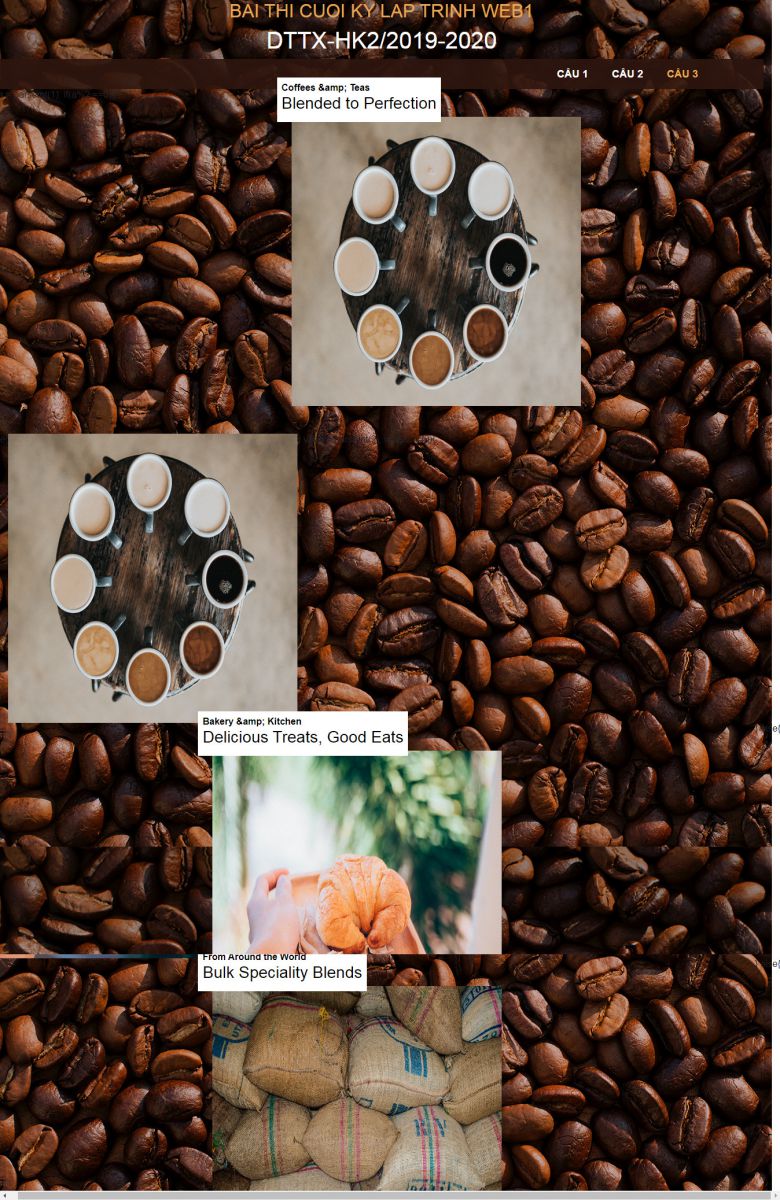 BAI THI CUOI KY LAP TRINH WEB1
DTTX-HK2/2019-2020
CÂU 1 CÂU 2 CÂU 3
Coffees &amp; Teas
Blended to Perfection
Bakery &amp; Kitchen
Delicious Treats, Good Eats
From Around the World
Bulk Speciality Blends